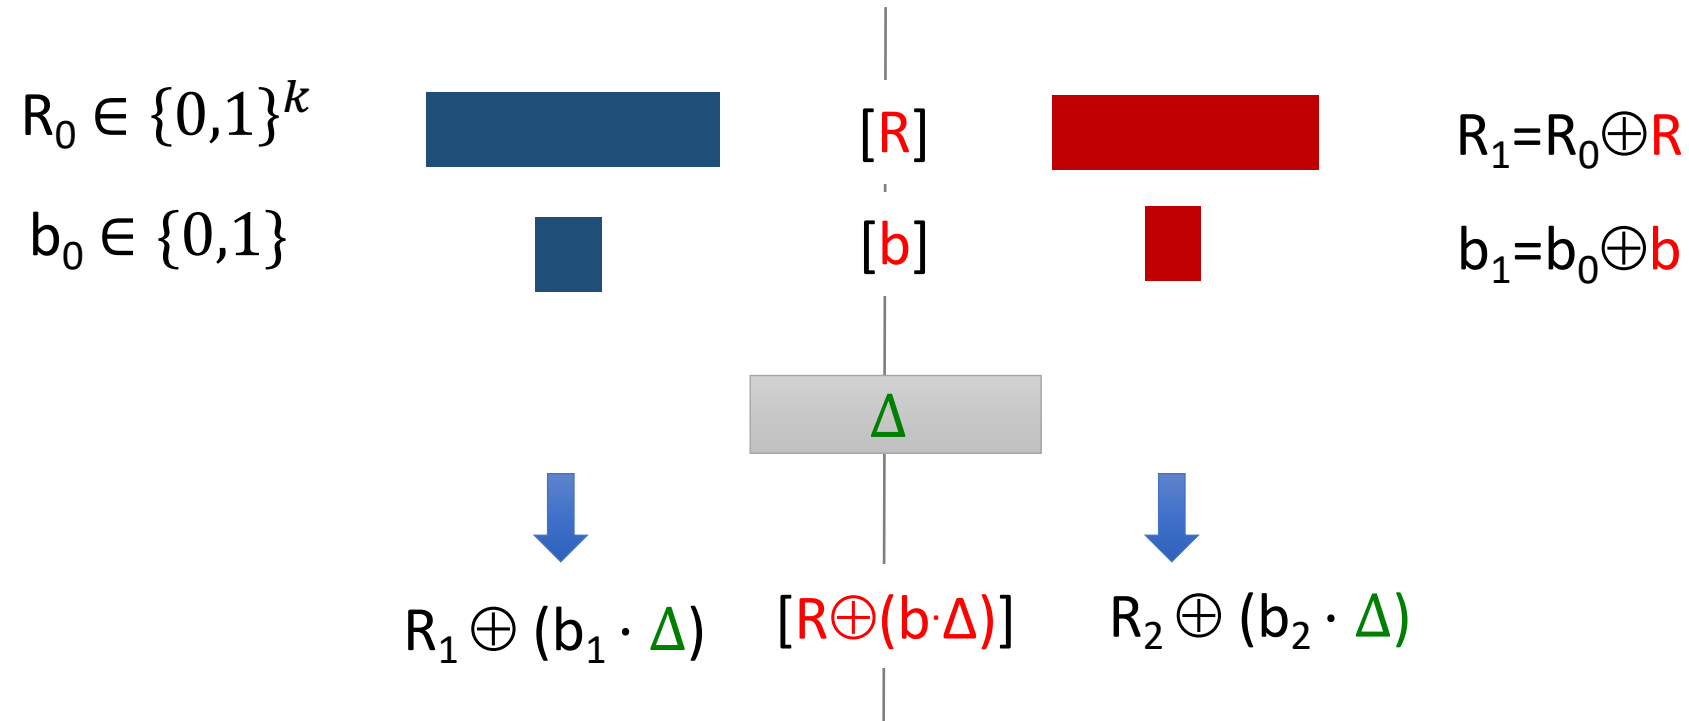 R₀ ∈ {0,1}ᵏ [R] R₁=R₀⊕R
b₀ ∈ {0,1} [b] b₁=b₀⊕b
Δ
R₁ ⊕ (b₁ · Δ) [R⊕(b·Δ)] R₂ ⊕ (b₂ · Δ)